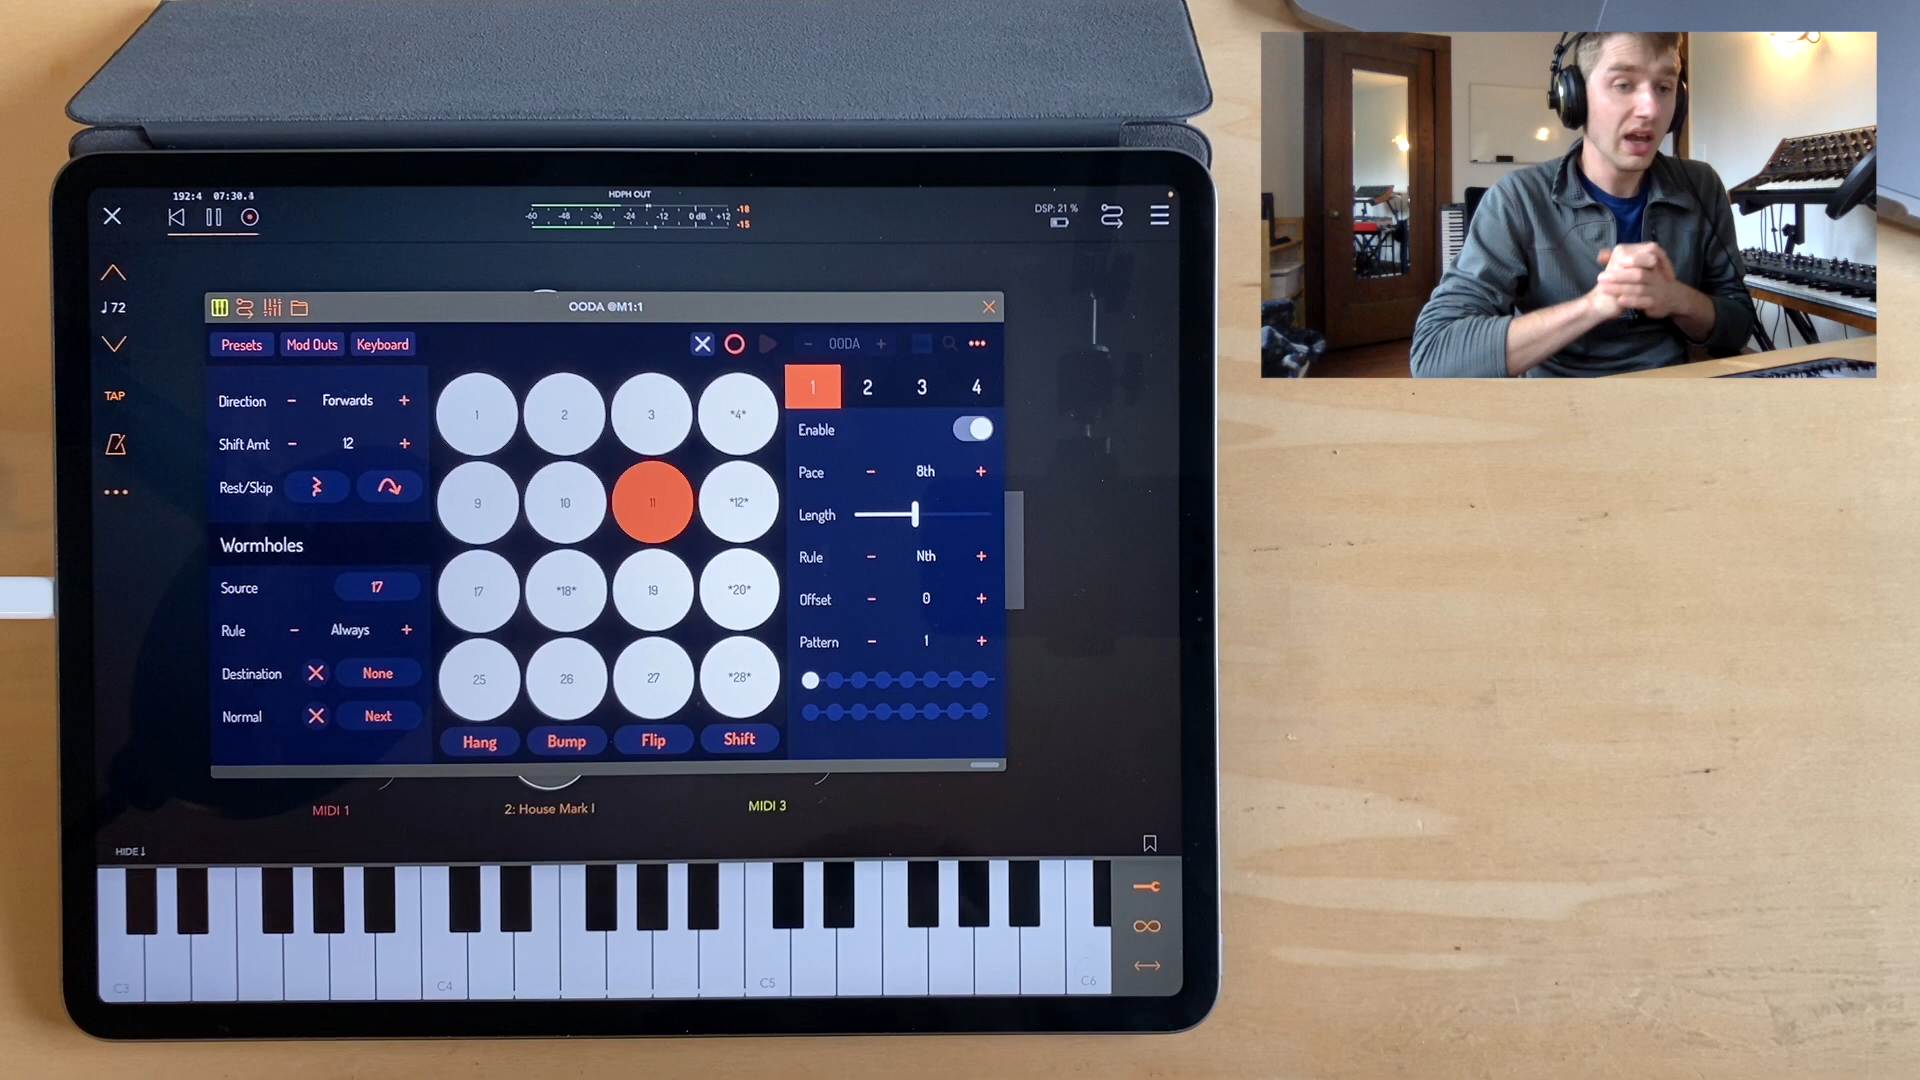 192:4 07:30.4
HDPH OUT
-60 -48 -36 -24 -12 0 dB +12
-18
-15
DSP: 21 %
♩72
TAP
OODA @M1:1
Presets Mod Outs Keyboard
- OODA +
Direction - Forwards +
Shift Amt - 12 +
Rest/Skip
Wormholes
Source 17
Rule - Always +
Destination None
Normal Next
1 2 3 *4*
9 10 11 *12*
17 *18* 19 *20*
25 26 27 *28*
Hang Bump Flip Shift
1 2 3 4
Enable
Pace - 8th +
Length
Rule - Nth +
Offset - 0 +
Pattern - 1 +
MIDI 1
2: House Mark I
MIDI 3
HIDE
C3 C4 C5 C6